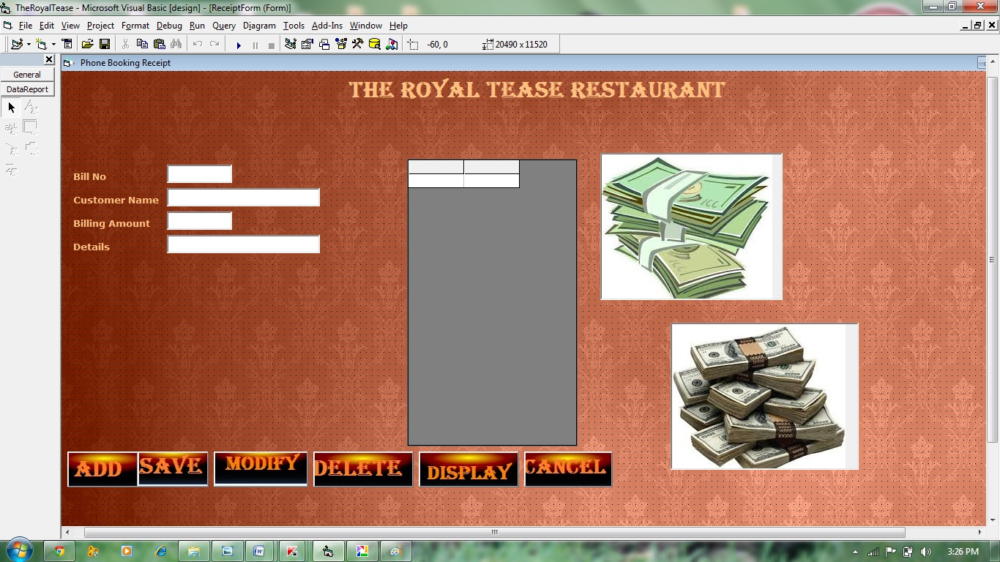 TheRoyalTease - Microsoft Visual Basic [design] - [ReceiptForm (Form)]
File Edit View Project Format Debug Run Query Diagram Tools Add-Ins Window Help
-60, 0 20490 x 11520
General
DataReport
Phone Booking Receipt
THE ROYAL TEASE RESTAURANT
Bill No
Customer Name
Billing Amount
Details
ADD SAVE MODIFY DELETE DISPLAY CANCEL
3:26 PM